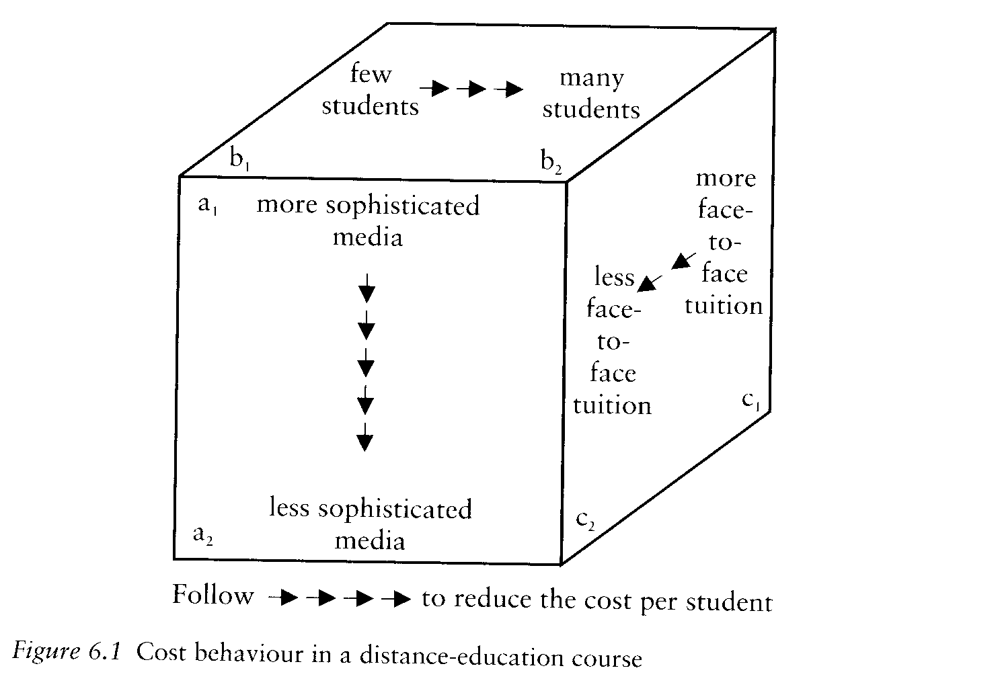 few
students
many
students
b₁
b₂
a₁
more sophisticated
media
more
face-
to-
face
tuition
less
face-
to-
face
tuition
c₁
less sophisticated
media
a₂
c₂
Follow → → → → to reduce the cost per student
Figure 6.1 Cost behaviour in a distance-education course